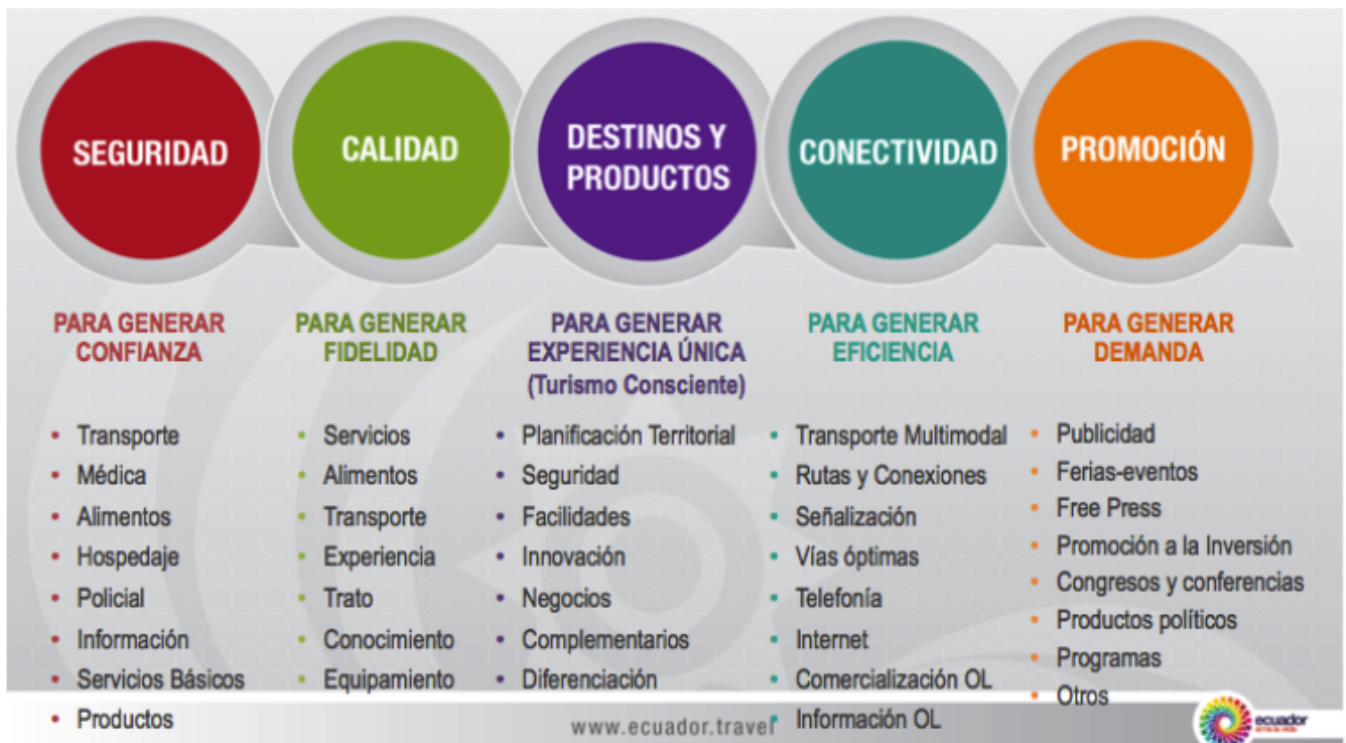 SEGURIDAD
CALIDAD
DESTINOS Y
PRODUCTOS
CONECTIVIDAD
PROMOCIÓN
PARA GENERAR
CONFIANZA
• Transporte
• Médica
• Alimentos
• Hospedaje
• Policial
• Información
• Servicios Básicos
• Productos
PARA GENERAR
FIDELIDAD
• Servicios
• Alimentos
• Transporte
• Experiencia
• Trato
• Conocimiento
• Equipamiento
PARA GENERAR
EXPERIENCIA ÚNICA
(Turismo Consciente)
• Planificación Territorial
• Seguridad
• Facilidades
• Innovación
• Negocios
• Complementarios
• Diferenciación
PARA GENERAR
EFICIENCIA
• Transporte Multimodal
• Rutas y Conexiones
• Señalización
• Vías óptimas
• Telefonía
• Internet
• Comercialización OL
• Información OL
PARA GENERAR
DEMANDA
• Publicidad
• Ferias-eventos
• Free Press
• Promoción a la Inversión
• Congresos y conferencias
• Productos políticos
• Programas
• Otros
www.ecuador.travel
ecuador